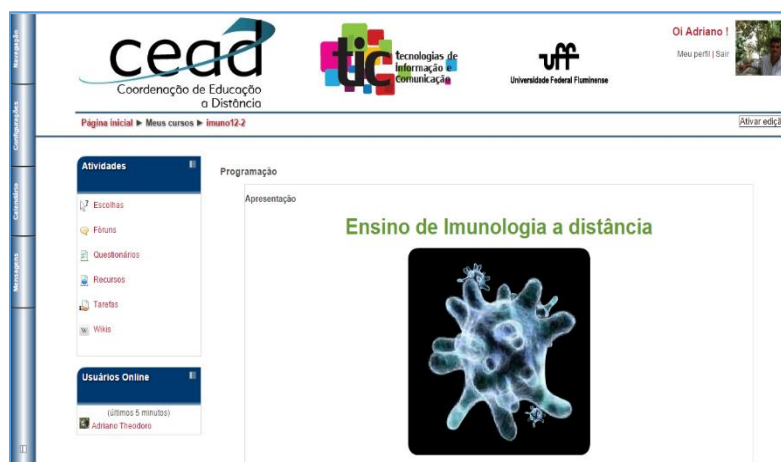 Navegação
Configurações
Calendário
Mensagens
cead
Coordenação de Educação
a Distância
tic
tecnologias de
informação e
comunicação
uff
Universidade Federal Fluminense
Oi Adriano !
Meu perfil | Sair
Página inicial ► Meus cursos ► imuno12-2
Ativar ediçã
Atividades
Escolhas
Fóruns
Questionários
Recursos
Tarefas
Wikis
Usuários Online
(últimos 5 minutos)
Adriano Theodoro
Programação
Apresentação
Ensino de Imunologia a distância